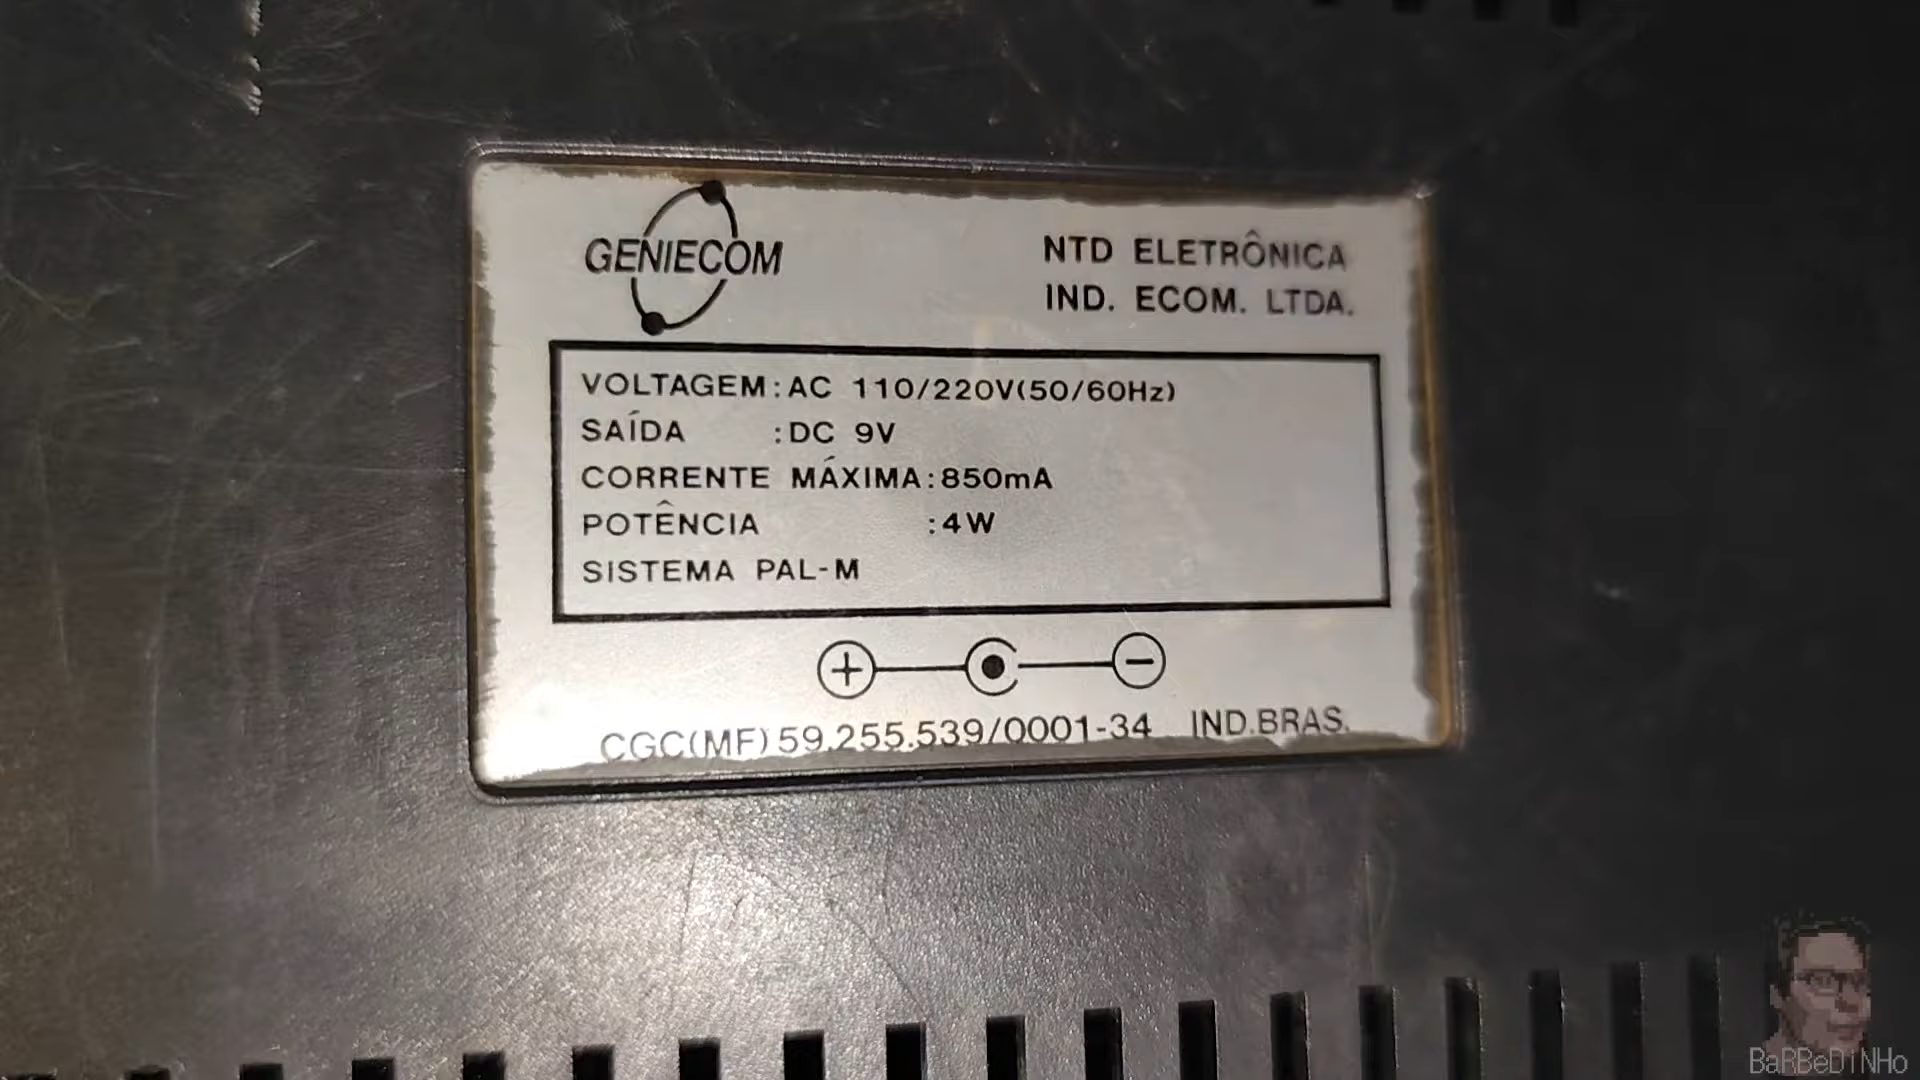 GENIECOM
NTD ELETRÔNICA
IND. ECOM. LTDA.
VOLTAGEM:AC 110/220V(50/60Hz)
SAÍDA :DC 9V
CORRENTE MÁXIMA:850mA
POTÊNCIA :4W
SISTEMA PAL-M
CGC(MF)59.255.539/0001-34 IND.BRAS.
BaRBeDiNHo